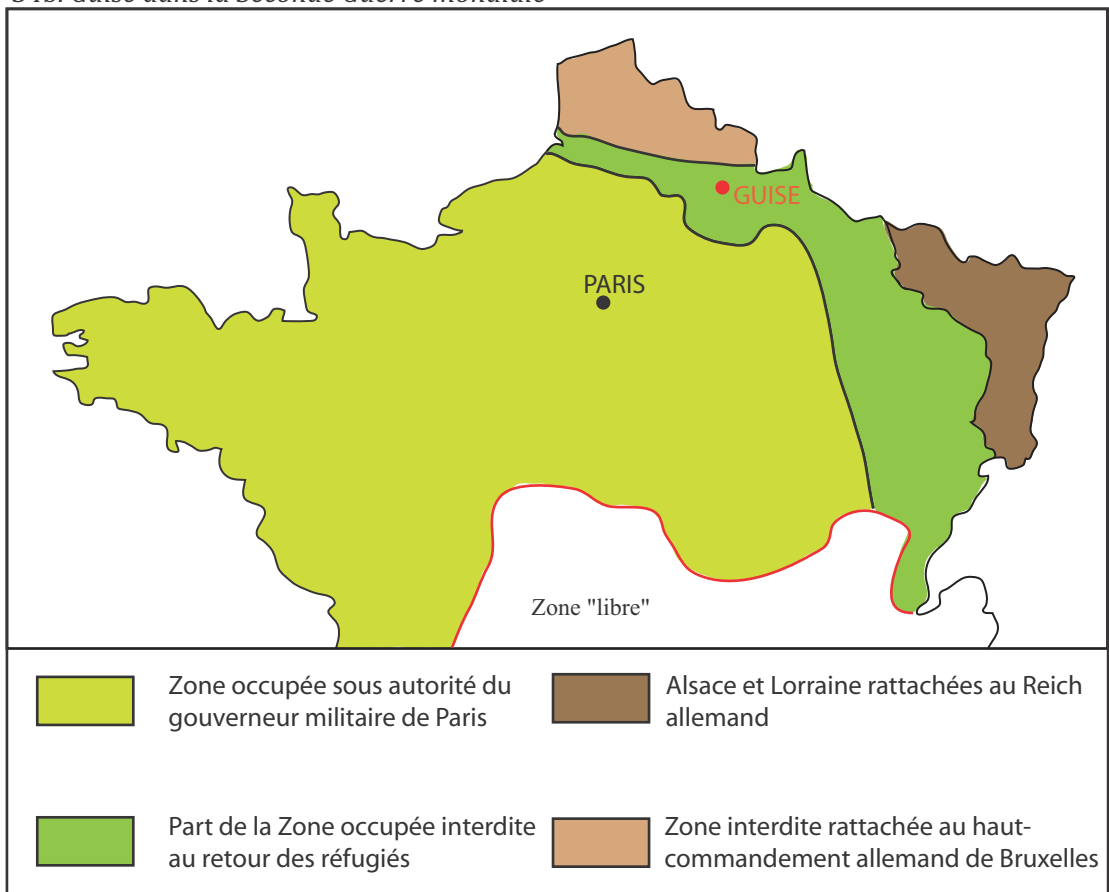 GUISE
PARIS
Zone "libre"
Zone occupée sous autorité du
gouverneur militaire de Paris
Alsace et Lorraine rattachées au Reich
allemand
Part de la Zone occupée interdite
au retour des réfugiés
Zone interdite rattachée au haut-
commandement allemand de Bruxelles